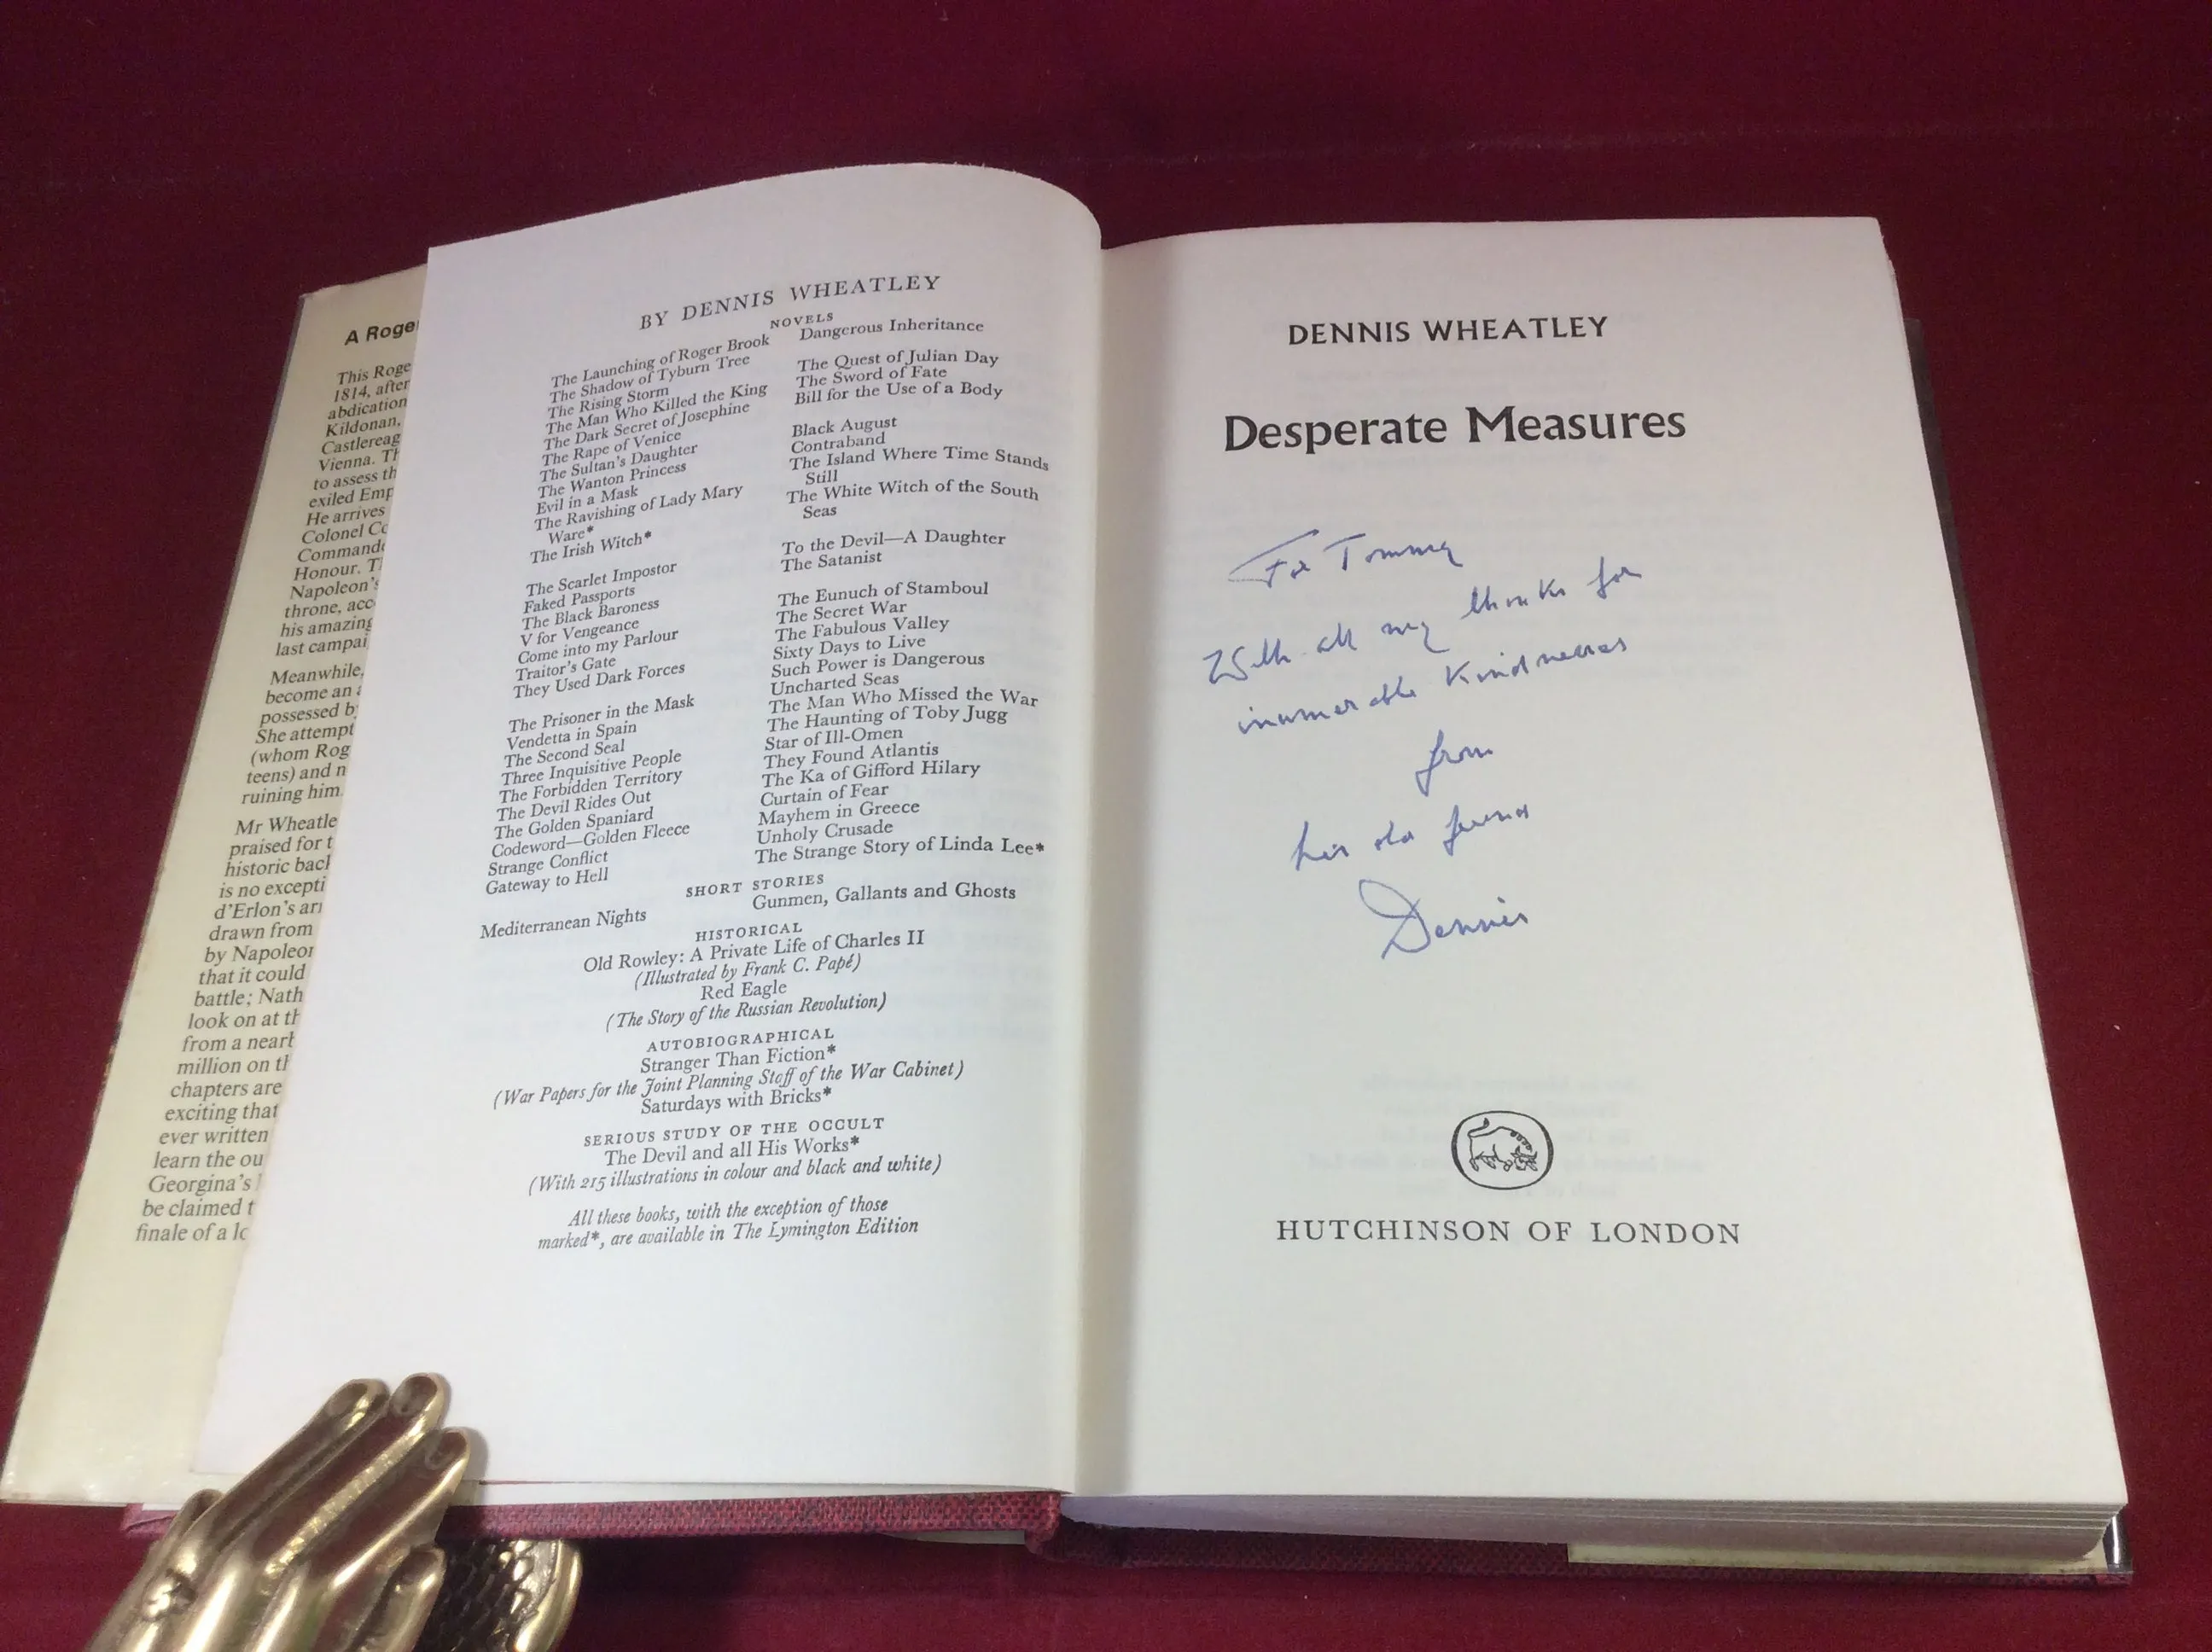 A Roge
This Roge
1814, after
abdication
Kildonan,
Castlereag
Vienna. Th
to assess th
exiled Emp
He arrives
Colonel Co
Commande
Honour. T
Napoleon's
throne, acc
his amazing
last campai
Meanwhile,
become an a
possessed by
She attempt
(whom Rog
teens) and n
ruining him.
Mr Wheatle
praised for t
historic back
is no excepti
d'Erlon's arr
drawn from
by Napoleon
that it could
battle; Nath
look on at th
from a nearb
million on th
chapters are
exciting that
ever written
learn the ou
Georgina's
be claimed t
finale of a lo
BY DENNIS WHEATLEY
NOVELS
The Launching of Roger Brook
The Shadow of Tyburn Tree
The Rising Storm
The Man Who Killed the King
The Dark Secret of Josephine
The Rape of Venice
The Sultan's Daughter
The Wanton Princess
Evil in a Mask
The Ravishing of Lady Mary
Ware*
The Irish Witch*
The Scarlet Impostor
Faked Passports
The Black Baroness
V for Vengeance
Come into my Parlour
Traitor's Gate
They Used Dark Forces
The Prisoner in the Mask
Vendetta in Spain
The Second Seal
Three Inquisitive People
The Forbidden Territory
The Devil Rides Out
The Golden Spaniard
Codeword—Golden Fleece
Strange Conflict
Gateway to Hell
Dangerous Inheritance
The Quest of Julian Day
The Sword of Fate
Bill for the Use of a Body
Black August
Contraband
The Island Where Time Stands
Still
The White Witch of the South
Seas
To the Devil—A Daughter
The Satanist
The Eunuch of Stamboul
The Secret War
The Fabulous Valley
Sixty Days to Live
Such Power is Dangerous
Uncharted Seas
The Man Who Missed the War
The Haunting of Toby Jugg
Star of Ill-Omen
They Found Atlantis
The Ka of Gifford Hilary
Curtain of Fear
Mayhem in Greece
Unholy Crusade
The Strange Story of Linda Lee*
SHORT STORIES
Mediterranean Nights
Gunmen, Gallants and Ghosts
HISTORICAL
Old Rowley: A Private Life of Charles II
(Illustrated by Frank C. Papé)
Red Eagle
(The Story of the Russian Revolution)
AUTOBIOGRAPHICAL
Stranger Than Fiction*
(War Papers for the Joint Planning Staff of the War Cabinet)
Saturdays with Bricks*
SERIOUS STUDY OF THE OCCULT
The Devil and all His Works*
(With 215 illustrations in colour and black and white)
All these books, with the exception of those
marked*, are available in The Lymington Edition
DENNIS WHEATLEY
Desperate Measures
For Tommy
With all my thanks for
inumerable Kindnesses
from
his old friend
Dennis
HUTCHINSON OF LONDON